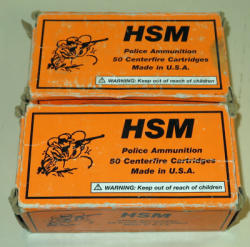 HSM
Police Ammunition
50 Centerfire Cartridges
Made in U.S.A.
WARNING: Keep out of reach of children
HSM
Police Ammunition
50 Centerfire Cartridges
Made in U.S.A.
WARNING: Keep out of reach of children
HSM